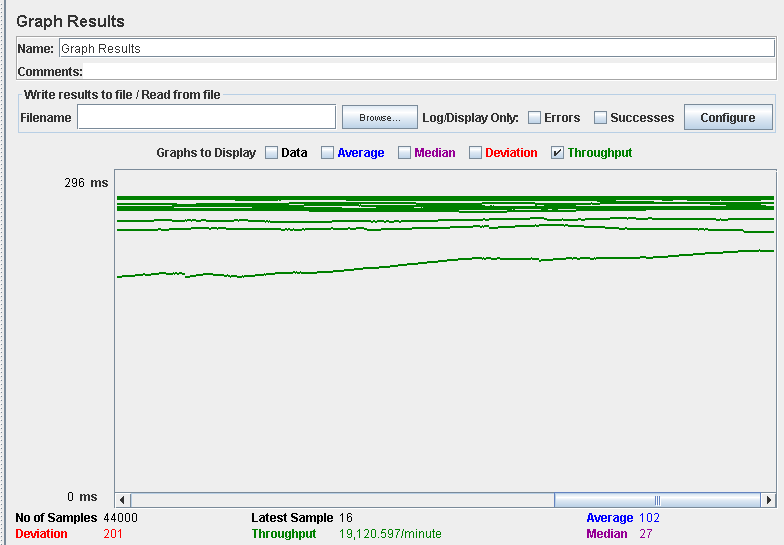 Graph Results
Name: Graph Results
Comments:
Write results to file / Read from file
Filename Browse... Log/Display Only: Errors Successes Configure
Graphs to Display Data Average Median Deviation Throughput
296 ms
0 ms
No of Samples 44000 Latest Sample 16 Average 102
Deviation 201 Throughput 19,120.597/minute Median 27